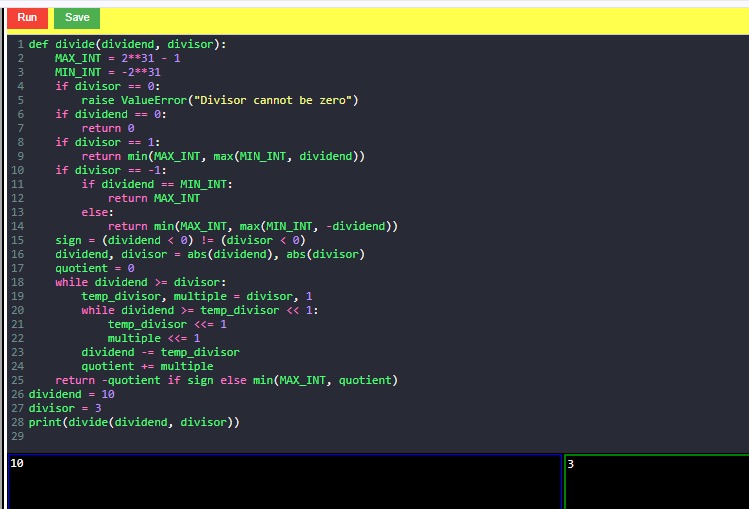 Run Save
1 def divide(dividend, divisor):
2     MAX_INT = 2**31 - 1
3     MIN_INT = -2**31
4     if divisor == 0:
5         raise ValueError("Divisor cannot be zero")
6     if dividend == 0:
7         return 0
8     if divisor == 1:
9         return min(MAX_INT, max(MIN_INT, dividend))
10     if divisor == -1:
11         if dividend == MIN_INT:
12             return MAX_INT
13         else:
14             return min(MAX_INT, max(MIN_INT, -dividend))
15     sign = (dividend < 0) != (divisor < 0)
16     dividend, divisor = abs(dividend), abs(divisor)
17     quotient = 0
18     while dividend >= divisor:
19         temp_divisor, multiple = divisor, 1
20         while dividend >= temp_divisor << 1:
21             temp_divisor <<= 1
22             multiple <<= 1
23         dividend -= temp_divisor
24         quotient += multiple
25     return -quotient if sign else min(MAX_INT, quotient)
26 dividend = 10
27 divisor = 3
28 print(divide(dividend, divisor))
29
10
3